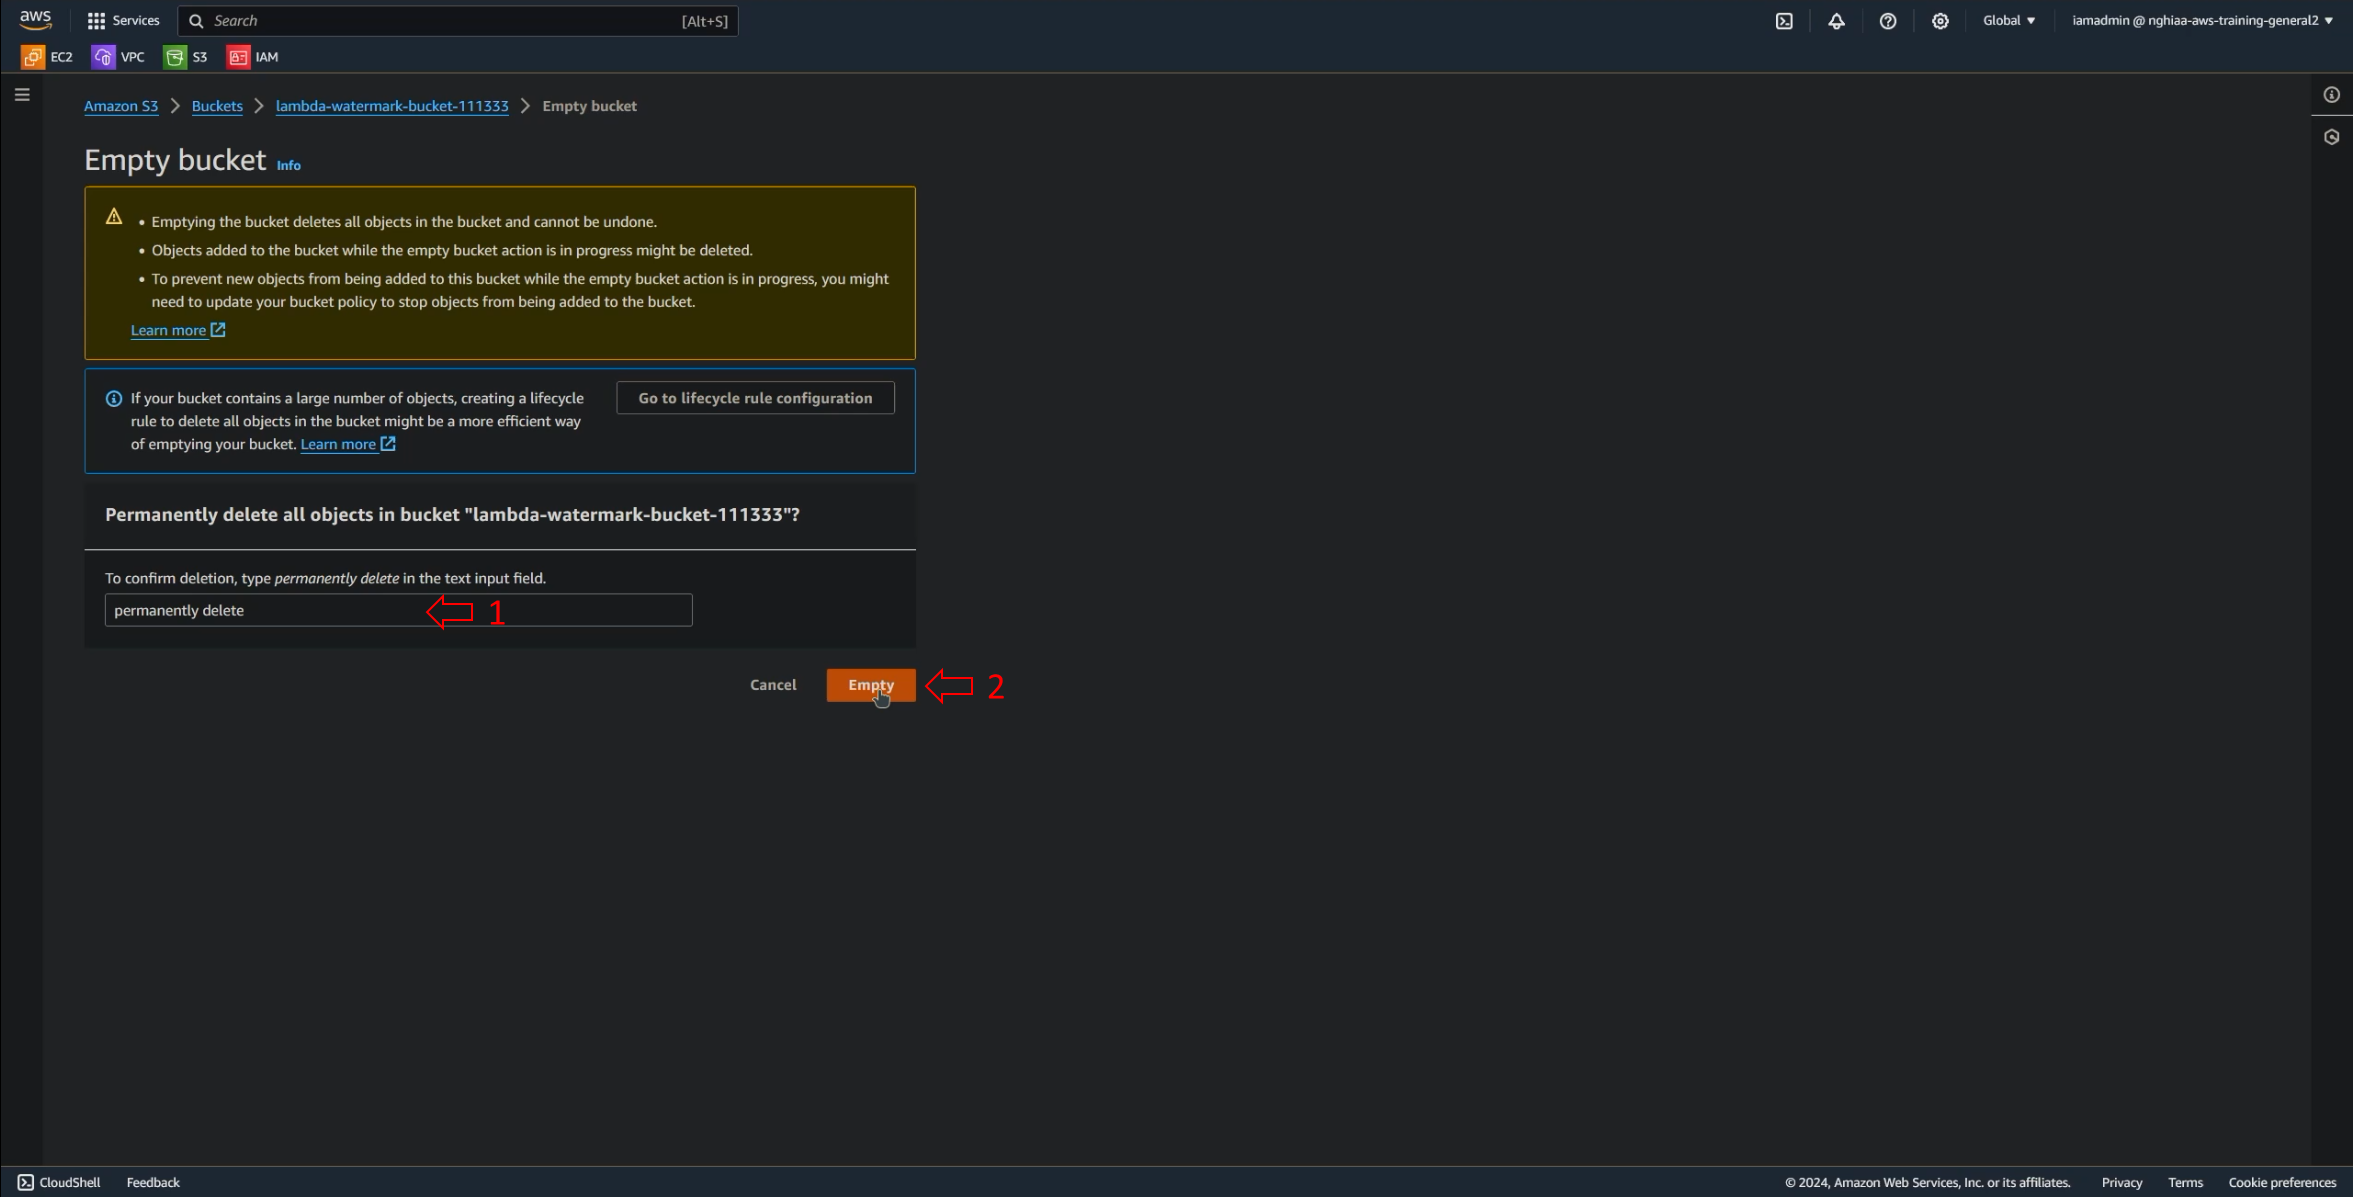 aws
Services
Search
[Alt+S]
Global
iamadmin @ nghiaa-aws-training-general2
EC2
VPC
S3
IAM
Amazon S3 > Buckets > lambda-watermark-bucket-111333 > Empty bucket
Empty bucket Info
• Emptying the bucket deletes all objects in the bucket and cannot be undone.
• Objects added to the bucket while the empty bucket action is in progress might be deleted.
• To prevent new objects from being added to this bucket while the empty bucket action is in progress, you might
need to update your bucket policy to stop objects from being added to the bucket.
Learn more
If your bucket contains a large number of objects, creating a lifecycle
rule to delete all objects in the bucket might be a more efficient way
of emptying your bucket. Learn more
Go to lifecycle rule configuration
Permanently delete all objects in bucket "lambda-watermark-bucket-111333"?
To confirm deletion, type permanently delete in the text input field.
permanently delete
1
Cancel
Empty
2
CloudShell
Feedback
© 2024, Amazon Web Services, Inc. or its affiliates.
Privacy
Terms
Cookie preferences